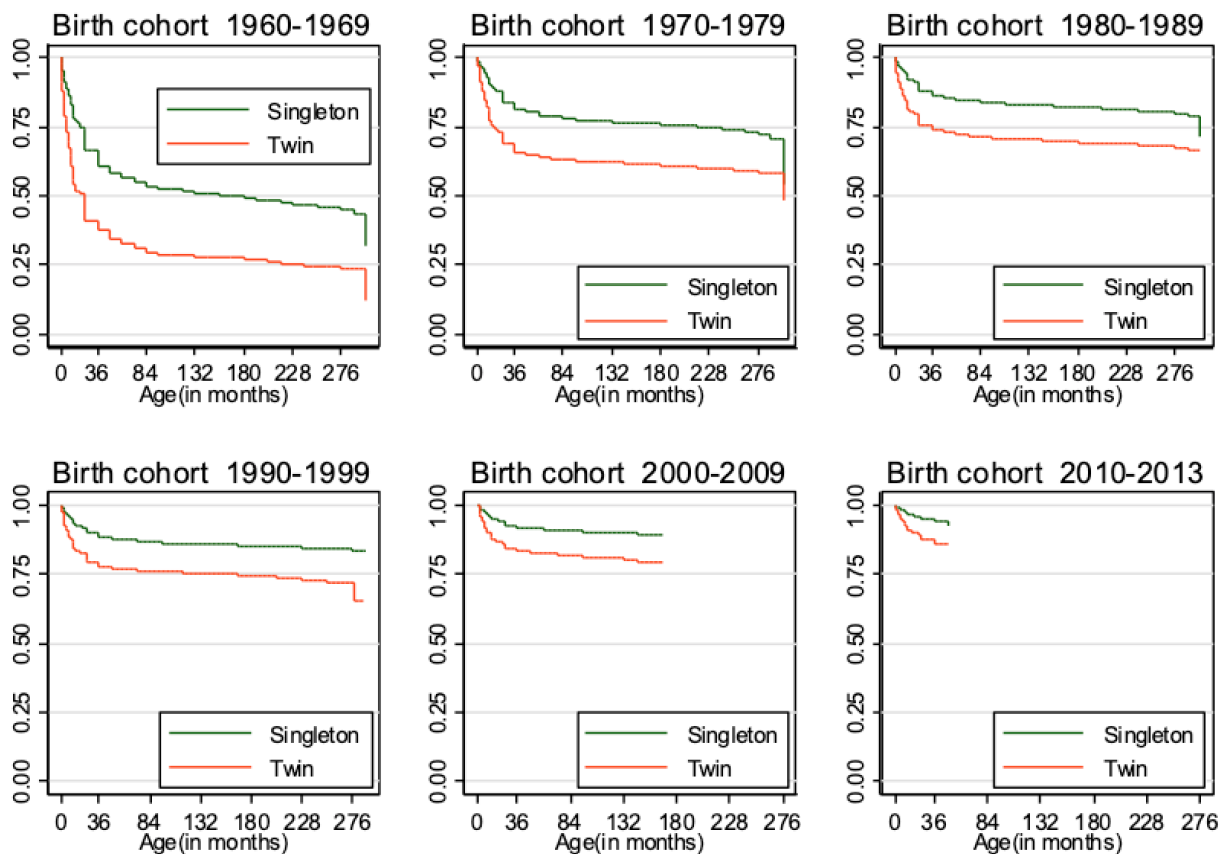 Birth cohort 1960-1969
1.00
0.75
0.50
0.25
0.00
Singleton
Twin
0 36 84 132 180 228 276
Age(in months)
Birth cohort 1970-1979
1.00
0.75
0.50
0.25
0.00
Singleton
Twin
0 36 84 132 180 228 276
Age(in months)
Birth cohort 1980-1989
1.00
0.75
0.50
0.25
0.00
Singleton
Twin
0 36 84 132 180 228 276
Age(in months)
Birth cohort 1990-1999
1.00
0.75
0.50
0.25
0.00
Singleton
Twin
0 36 84 132 180 228 276
Age(in months)
Birth cohort 2000-2009
1.00
0.75
0.50
0.25
0.00
Singleton
Twin
0 36 84 132 180 228 276
Age(in months)
Birth cohort 2010-2013
1.00
0.75
0.50
0.25
0.00
Singleton
Twin
0 36 84 132 180 228 276
Age(in months)